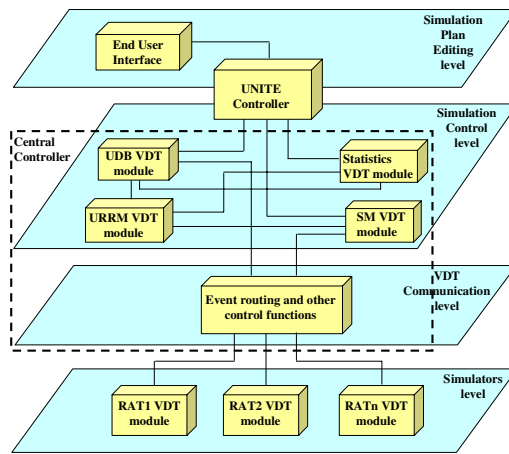 Simulation
Plan
Editing
level
End User
Interface
UNITE
Controller
Simulation
Control
level
Central
Controller
UDB VDT
module
Statistics
VDT module
URRM VDT
module
SM VDT
module
VDT
Communication
level
Event routing and other
control functions
Simulators
level
RAT1 VDT
module
RAT2 VDT
module
RATn VDT
module